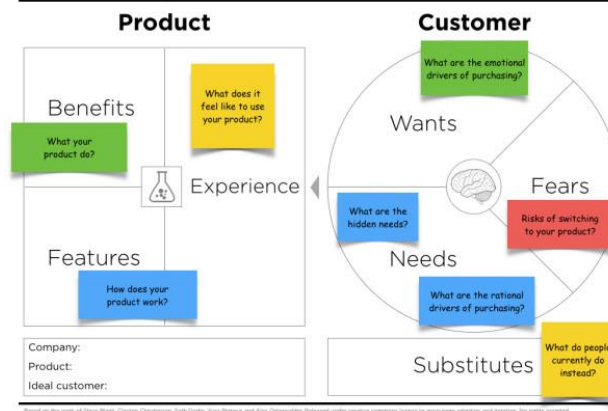 Product
Customer
Benefits
What your
product do?
What does it
feel like to use
your product?
Experience
Features
How does your
product work?
What are the emotional
drivers of purchasing?
Wants
Fears
Risks of switching
to your product?
What are the
hidden needs?
Needs
What are the rational
drivers of purchasing?
Company:
Product:
Ideal customer:
Substitutes
What do people
currently do
instead?